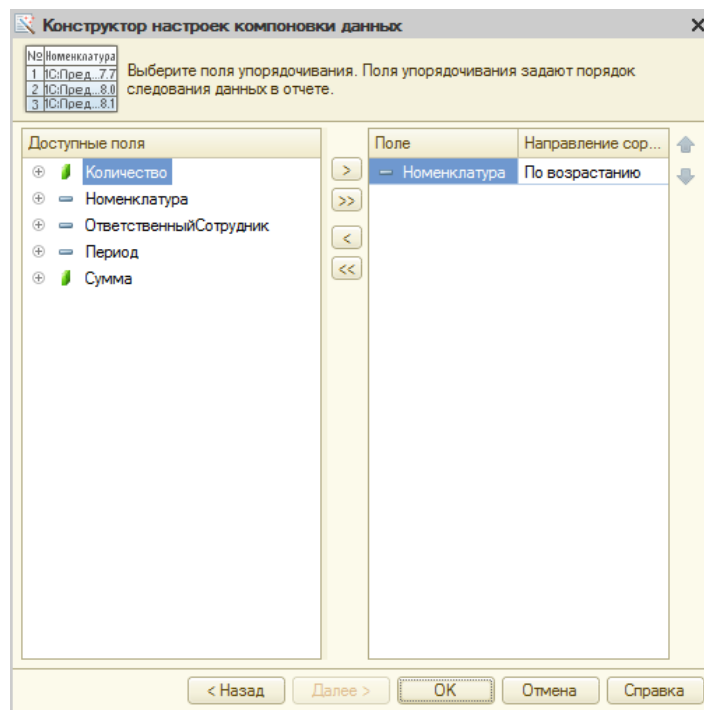 Конструктор настроек компоновки данных
№ Номенклатура
1 1С:Пред...7.7
2 1С:Пред...8.0
3 1С:Пред...8.1
Выберите поля упорядочивания. Поля упорядочивания задают порядок
следования данных в отчете.
Доступные поля
Количество
Номенклатура
ОтветственныйСотрудник
Период
Сумма
>
>>
<
<<
Поле Направление сор...
Номенклатура По возрастанию
< Назад Далее > OK Отмена Справка